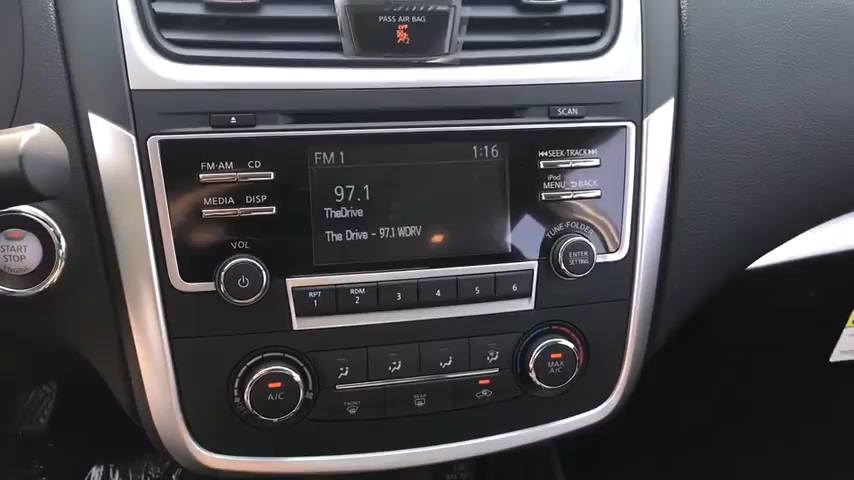 PASS AIR BAG
OFF
2
SCAN
FM 1 1:16
97.1
TheDrive
The Drive - 97.1 WDRV
FM·AM CD
MEDIA DISP
SEEK·TRACK
iPod
MENU BACK
TUNE·FOLDER
ENTER
SETTING
VOL
START
STOP
ENGINE
RPT
1
RDM
2
3
4
5
6
A/C
MAX
A/C
FRONT
REAR